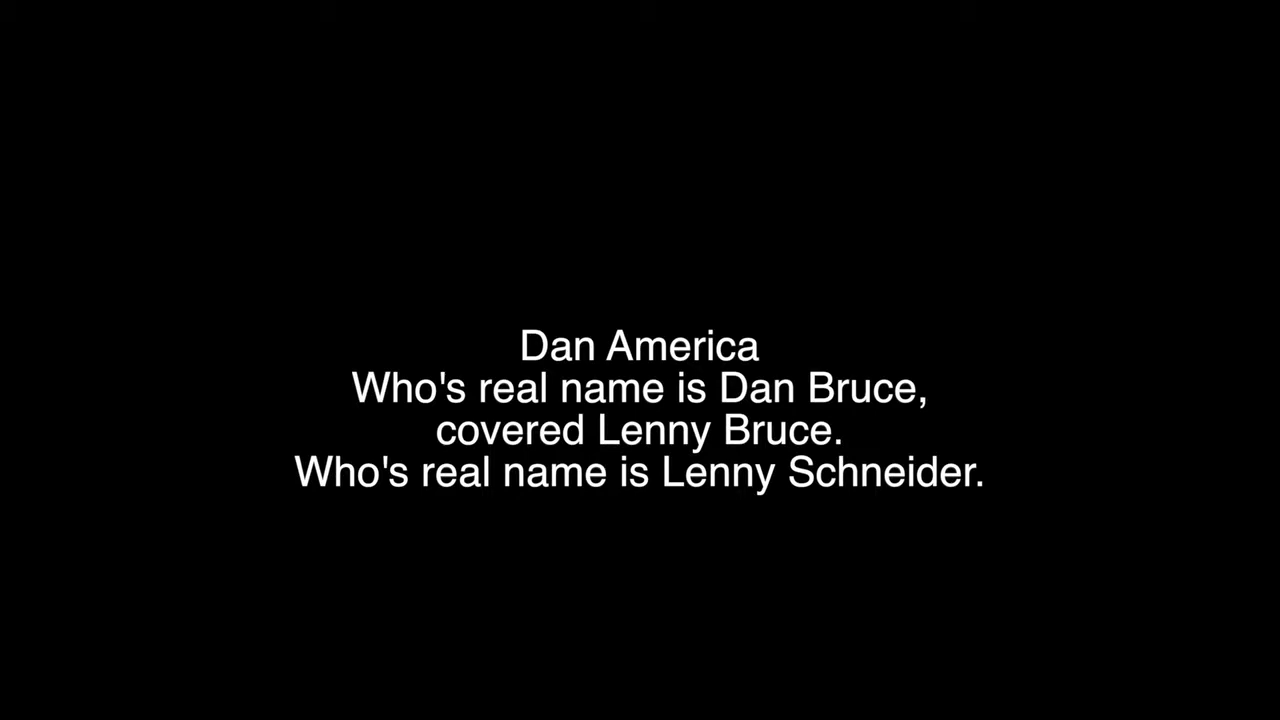 Dan America
Who's real name is Dan Bruce,
covered Lenny Bruce.
Who's real name is Lenny Schneider.